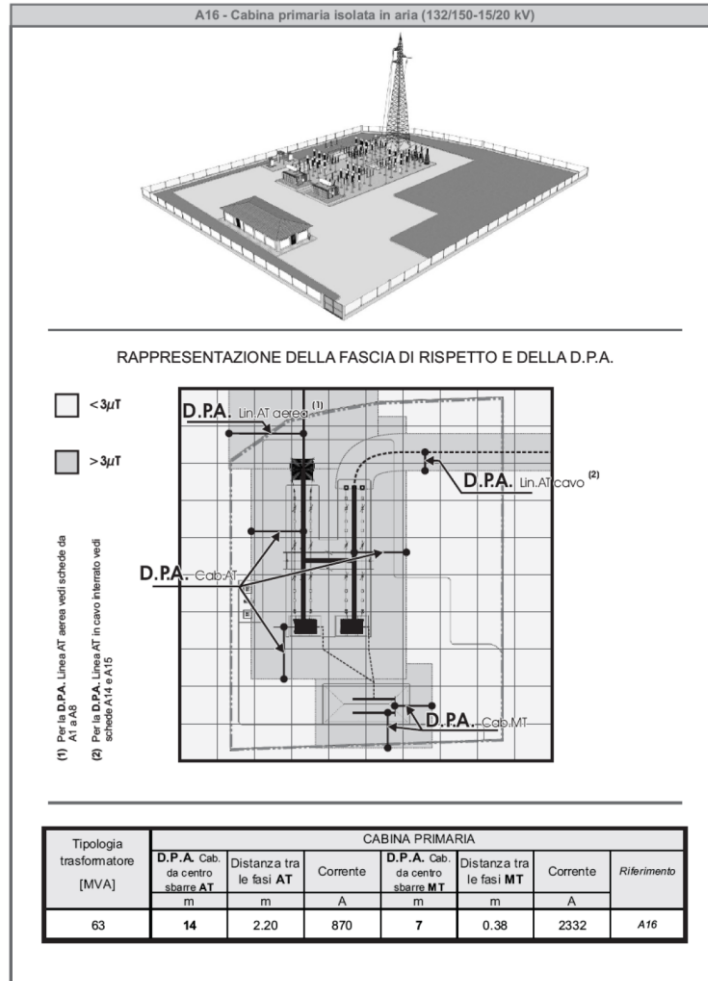 A16 - Cabina primaria isolata in aria (132/150-15/20 kV)
RAPPRESENTAZIONE DELLA FASCIA DI RISPETTO E DELLA D.P.A.
<3µT
>3µT
D.P.A. Lin.AT aerea (1)
D.P.A. Lin.AT cavo (2)
D.P.A. Cab.AT
D.P.A. Cab.MT
(1) Per la D.P.A. Linea AT aerea vedi schede da
A1 a A8
(2) Per la D.P.A. Linea AT in cavo interrato vedi
schede A14 e A15
Tipologia
trasformatore
[MVA]
CABINA PRIMARIA
D.P.A. Cab.
da centro
sbarre AT
Distanza tra
le fasi AT
Corrente
D.P.A. Cab.
da centro
sbarre MT
Distanza tra
le fasi MT
Corrente
Riferimento
m m A m m A
63 14 2.20 870 7 0.38 2332 A16